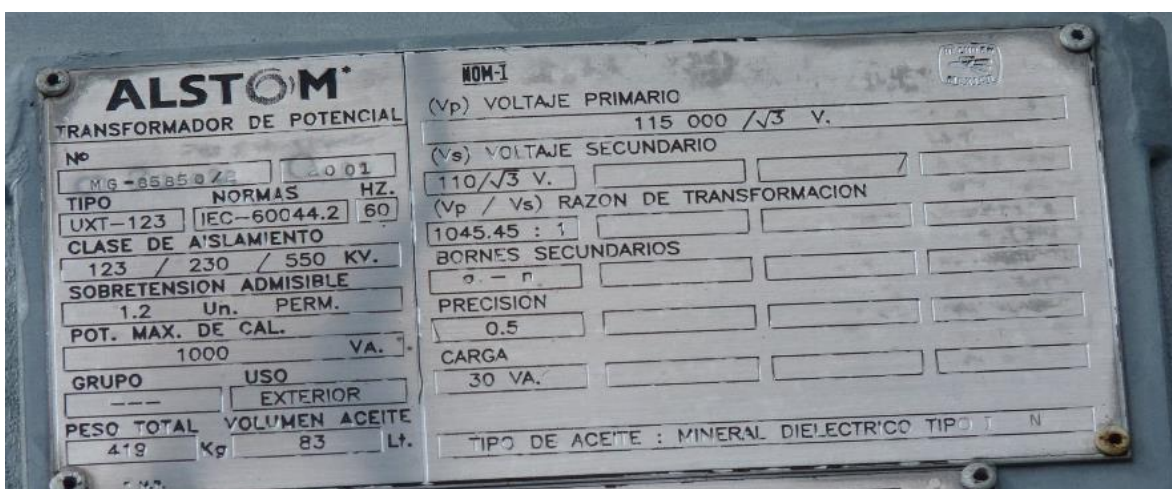 ALSTOM
TRANSFORMADOR DE POTENCIAL
Nº
MG-85850/ 2001
TIPO NORMAS HZ.
UXT-123 IEC-60044.2 60
CLASE DE AISLAMIENTO
123 / 230 / 550 KV.
SOBRETENSION ADMISIBLE
1.2 Un. PERM.
POT. MAX. DE CAL.
1000 VA.
GRUPO USO
--- EXTERIOR
PESO TOTAL VOLUMEN ACEITE
419 Kg 83 Lt.
NOM-I
(Vp) VOLTAJE PRIMARIO
115 000 /√3 V.
(Vs) VOLTAJE SECUNDARIO
110/√3 V. /
(Vp / Vs) RAZON DE TRANSFORMACION
1045.45 : 1
BORNES SECUNDARIOS
- n
PRECISION
0.5
CARGA
30 VA.
TIPO DE ACEITE : MINERAL DIELECTRICO TIPO I N